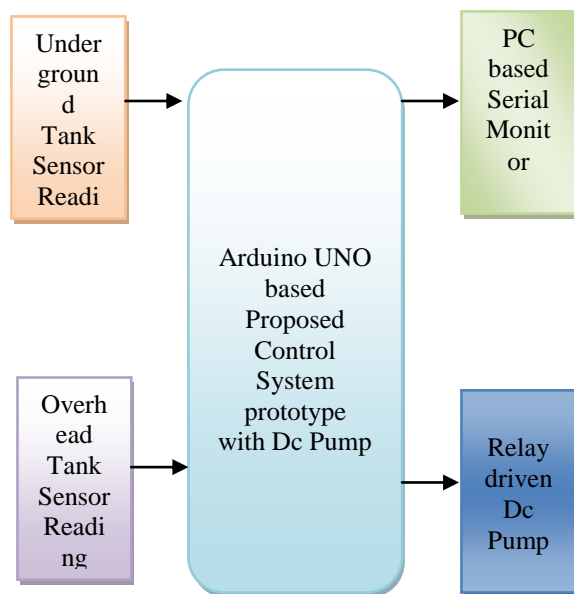 Under
groun
d
Tank
Sensor
Readi
PC
based
Serial
Monit
or
Arduino UNO
based
Proposed
Control
System
prototype
with Dc Pump
Overh
ead
Tank
Sensor
Readi
ng
Relay
driven
Dc
Pump